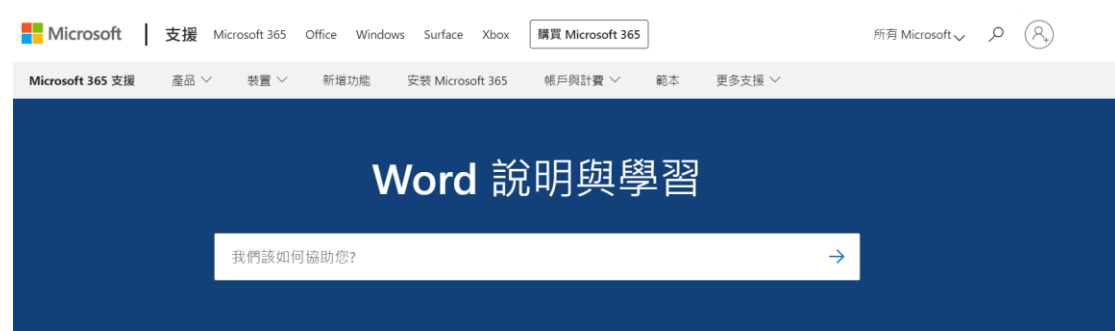 Microsoft 支援 Microsoft 365 Office Windows Surface Xbox 購買 Microsoft 365 所有 Microsoft
Microsoft 365 支援 產品 裝置 新增功能 安裝 Microsoft 365 帳戶與計費 範本 更多支援
Word 說明與學習
我們該如何協助您?